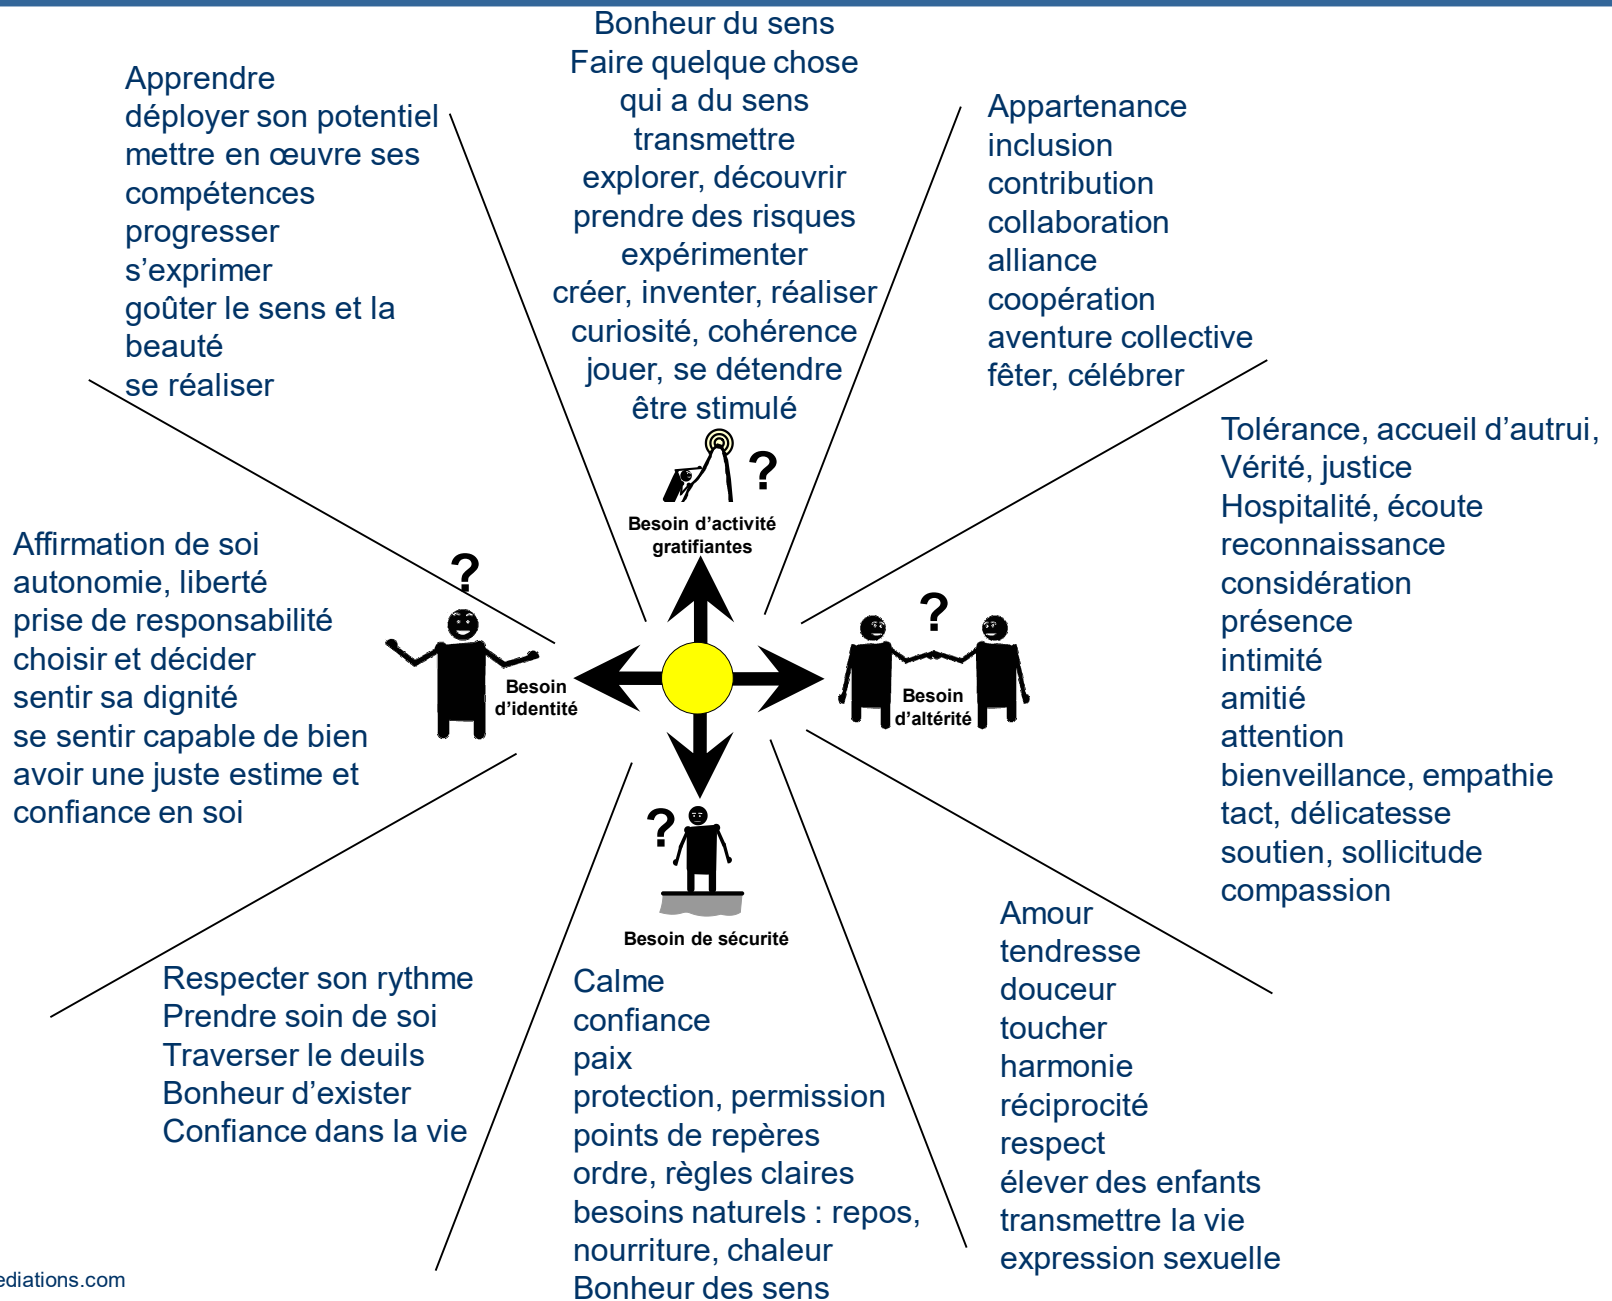 Bonheur du sens
Faire quelque chose
qui a du sens
transmettre
explorer, découvrir
prendre des risques
expérimenter
créer, inventer, réaliser
curiosité, cohérence
jouer, se détendre
être stimulé
Apprendre
déployer son potentiel
mettre en œuvre ses
compétences
progresser
s’exprimer
goûter le sens et la
beauté
se réaliser
Appartenance
inclusion
contribution
collaboration
alliance
coopération
aventure collective
fêter, célébrer
Tolérance, accueil d’autrui,
Vérité, justice
Hospitalité, écoute
reconnaissance
considération
présence
intimité
amitié
attention
bienveillance, empathie
tact, délicatesse
soutien, sollicitude
compassion
?
Besoin d’activité
gratifiantes
Affirmation de soi
autonomie, liberté
prise de responsabilité
choisir et décider
sentir sa dignité
se sentir capable de bien
avoir une juste estime et
confiance en soi
?
Besoin
d’identité
?
Besoin
d’altérité
?
Besoin de sécurité
Respecter son rythme
Prendre soin de soi
Traverser le deuils
Bonheur d’exister
Confiance dans la vie
Calme
confiance
paix
protection, permission
points de repères
ordre, règles claires
besoins naturels : repos,
nourriture, chaleur
Bonheur des sens
Amour
tendresse
douceur
toucher
harmonie
réciprocité
respect
élever des enfants
transmettre la vie
expression sexuelle
ediations.com